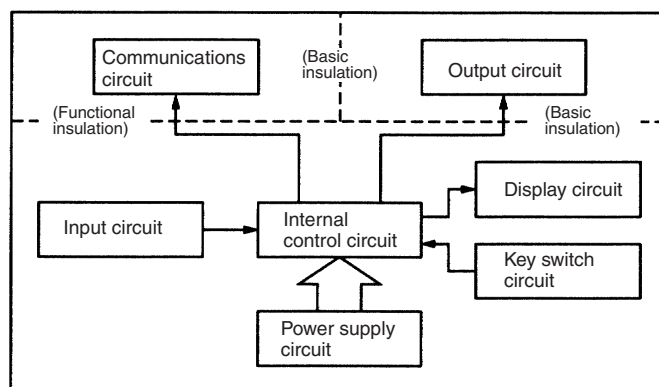 Communications
circuit
(Basic
insulation)
Output circuit
(Functional
insulation)
(Basic
insulation)
Input circuit
Internal
control circuit
Display circuit
Key switch
circuit
Power supply
circuit